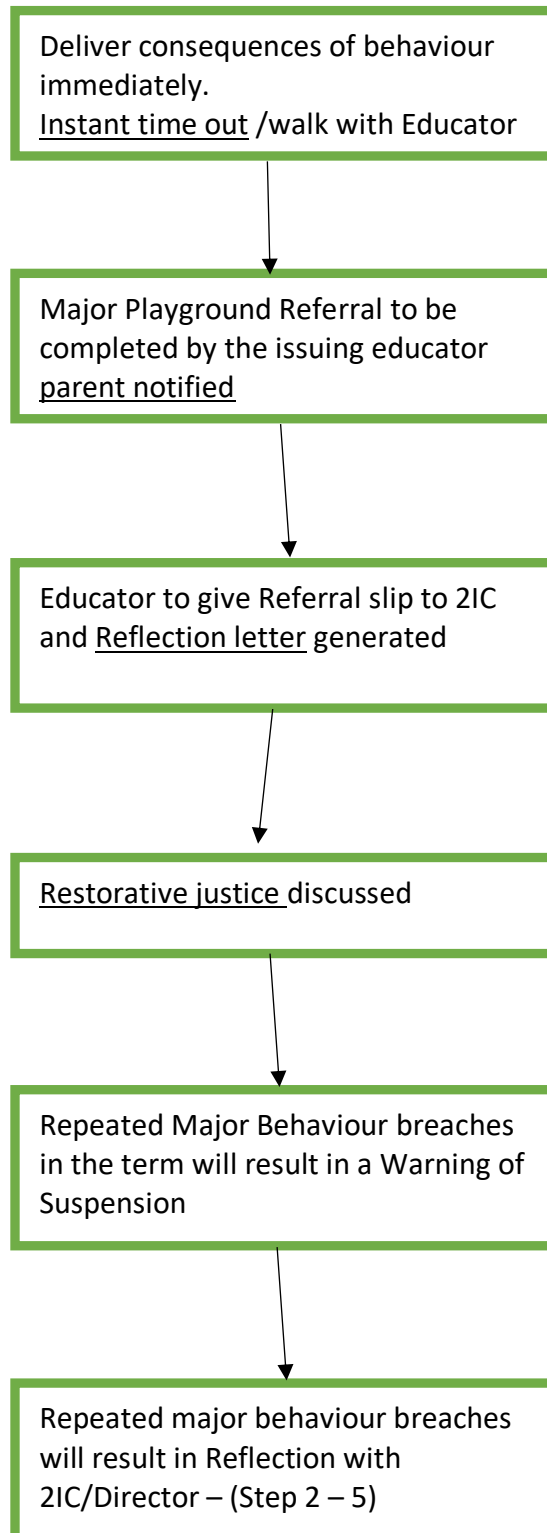 Deliver consequences of behaviour
immediately.
Instant time out /walk with Educator
Major Playground Referral to be
completed by the issuing educator
parent notified
Educator to give Referral slip to 2IC
and Reflection letter generated
Restorative justice discussed
Repeated Major Behaviour breaches
in the term will result in a Warning of
Suspension
Repeated major behaviour breaches
will result in Reflection with
2IC/Director – (Step 2 – 5)